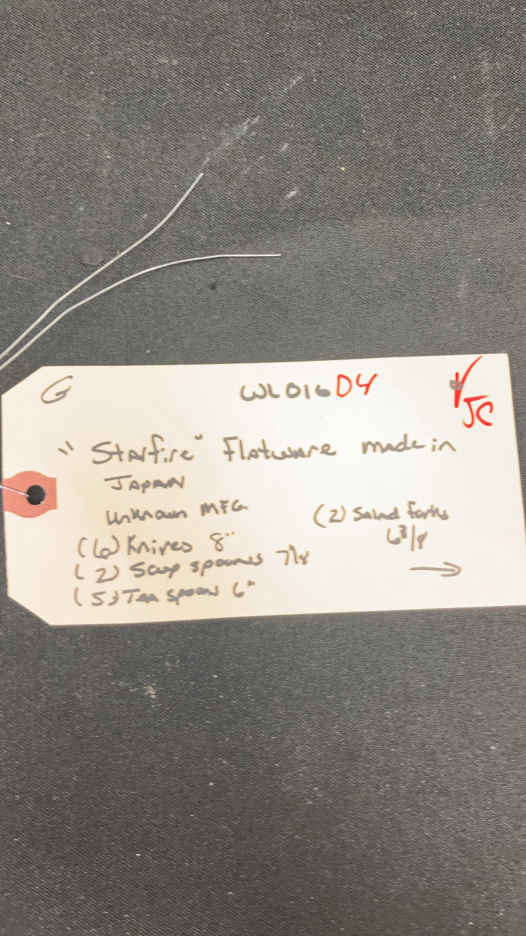 G
WL016D4
JC
"Starfire" Flatware made in
JAPAN
Unknown MFG.
(2) Salad forks
6 3/8
(6) Knives 8"
(2) Soup spoons 7 1/8
(5) Tea spoons 6"